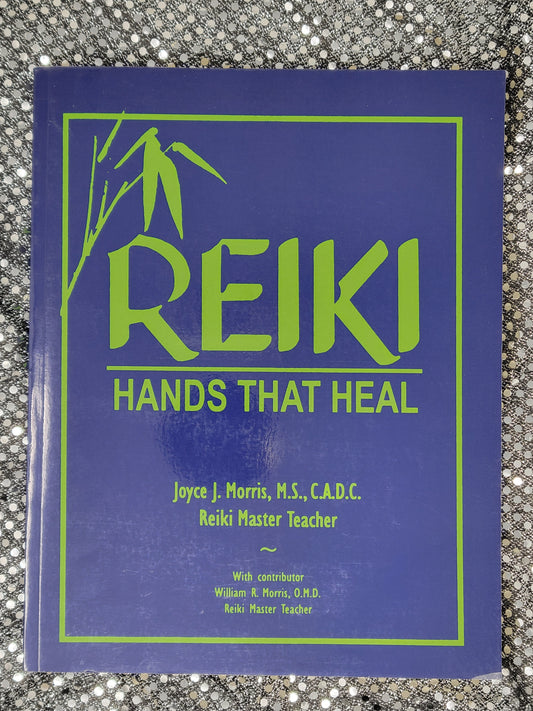 REIKI
HANDS THAT HEAL
Joyce J. Morris, M.S., C.A.D.C.
Reiki Master Teacher
~
With contributor
William R. Morris, O.M.D.
Reiki Master Teacher